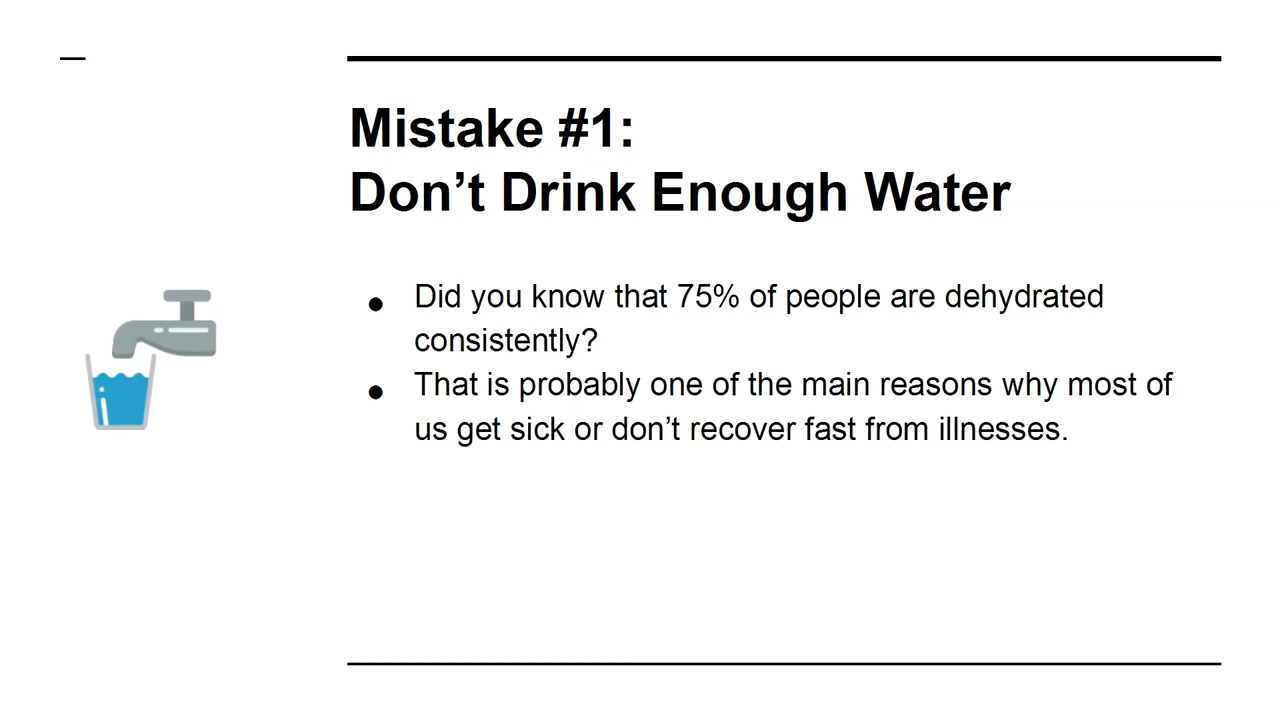 Mistake #1:
Don’t Drink Enough Water
● Did you know that 75% of people are dehydrated
consistently?
● That is probably one of the main reasons why most of
us get sick or don’t recover fast from illnesses.